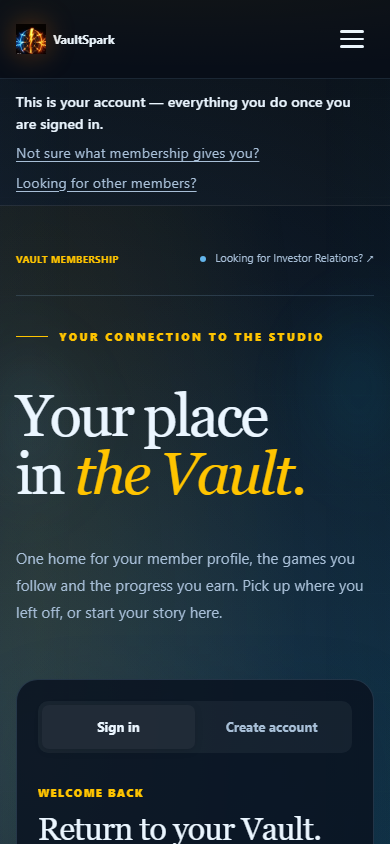 VaultSpark
This is your account — everything you do once you
are signed in.
Not sure what membership gives you?
Looking for other members?
VAULT MEMBERSHIP
Looking for Investor Relations? ↗
YOUR CONNECTION TO THE STUDIO
Your place
in the Vault.
One home for your member profile, the games you
follow and the progress you earn. Pick up where you
left off, or start your story here.
Sign in
Create account
WELCOME BACK
Return to your Vault.